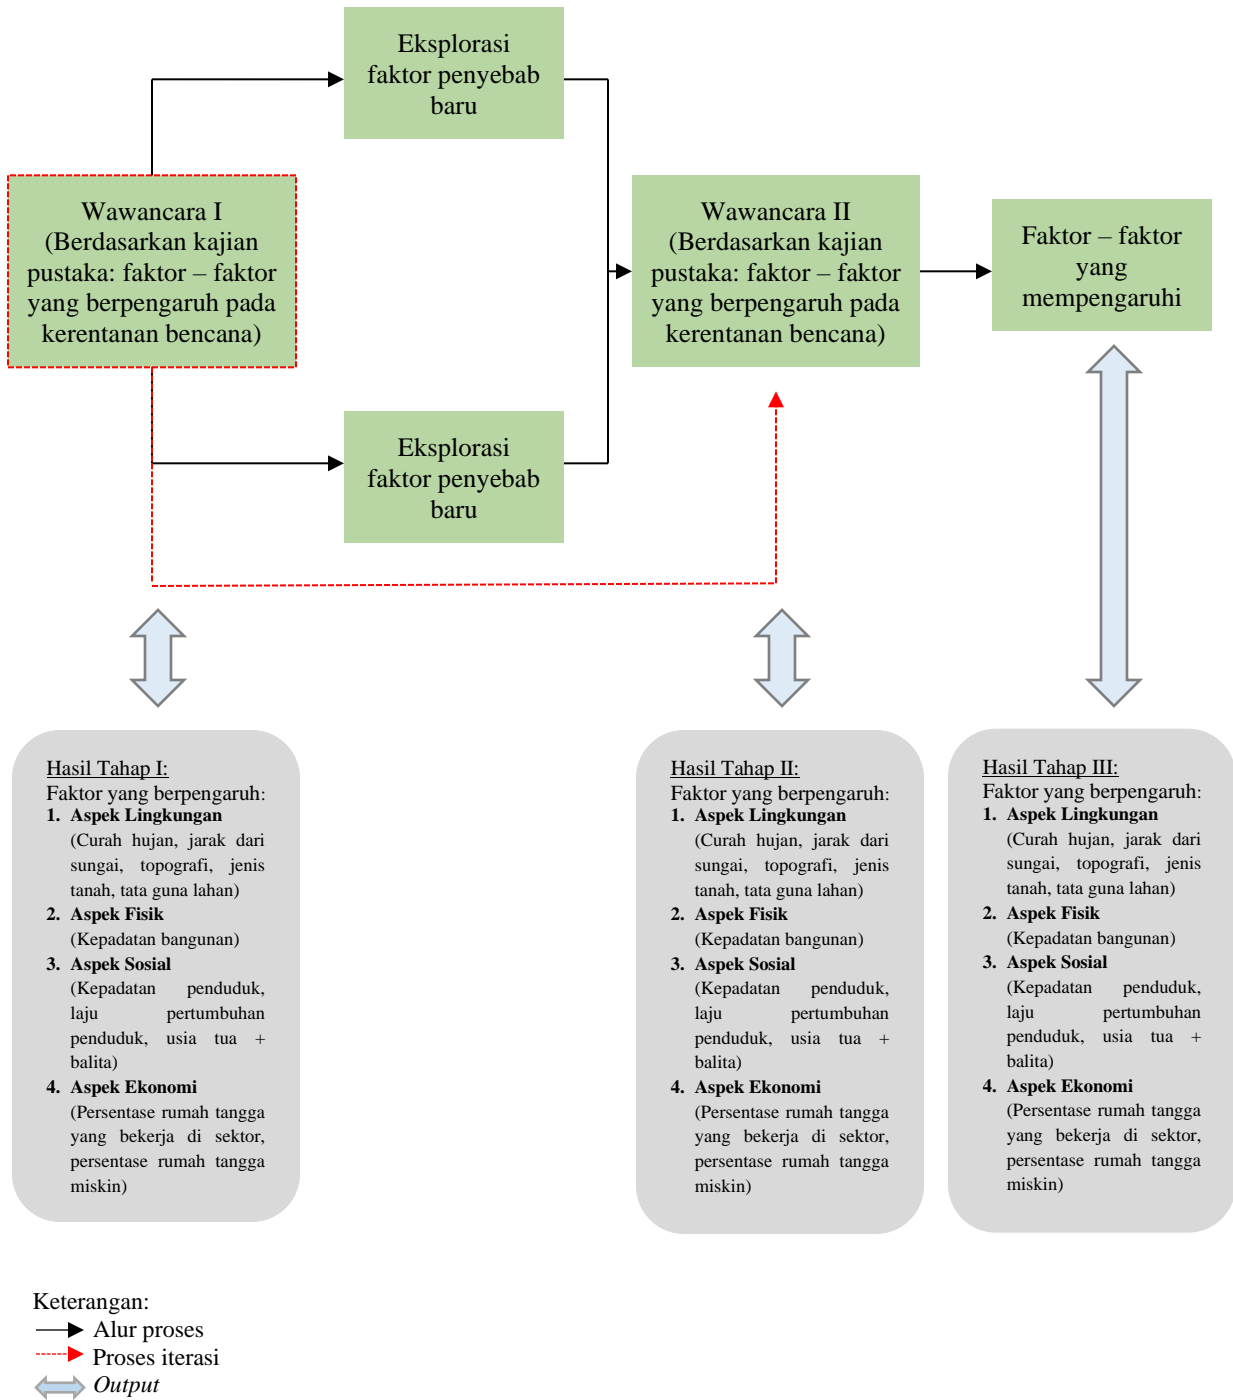 Eksplorasi
faktor penyebab
baru
Wawancara I
(Berdasarkan kajian
pustaka: faktor – faktor
yang berpengaruh pada
kerentanan bencana)
Wawancara II
(Berdasarkan kajian
pustaka: faktor – faktor
yang berpengaruh pada
kerentanan bencana)
Faktor – faktor
yang
mempengaruhi
Eksplorasi
faktor penyebab
baru
Hasil Tahap I:
Faktor yang berpengaruh:
1. Aspek Lingkungan
(Curah hujan, jarak dari
sungai, topografi, jenis
tanah, tata guna lahan)
2. Aspek Fisik
(Kepadatan bangunan)
3. Aspek Sosial
(Kepadatan penduduk,
laju pertumbuhan
penduduk, usia tua +
balita)
4. Aspek Ekonomi
(Persentase rumah tangga
yang bekerja di sektor,
persentase rumah tangga
miskin)
Hasil Tahap II:
Faktor yang berpengaruh:
1. Aspek Lingkungan
(Curah hujan, jarak dari
sungai, topografi, jenis
tanah, tata guna lahan)
2. Aspek Fisik
(Kepadatan bangunan)
3. Aspek Sosial
(Kepadatan penduduk,
laju pertumbuhan
penduduk, usia tua +
balita)
4. Aspek Ekonomi
(Persentase rumah tangga
yang bekerja di sektor,
persentase rumah tangga
miskin)
Hasil Tahap III:
Faktor yang berpengaruh:
1. Aspek Lingkungan
(Curah hujan, jarak dari
sungai, topografi, jenis
tanah, tata guna lahan)
2. Aspek Fisik
(Kepadatan bangunan)
3. Aspek Sosial
(Kepadatan penduduk,
laju pertumbuhan
penduduk, usia tua +
balita)
4. Aspek Ekonomi
(Persentase rumah tangga
yang bekerja di sektor,
persentase rumah tangga
miskin)
Keterangan:
Alur proses
Proses iterasi
Output